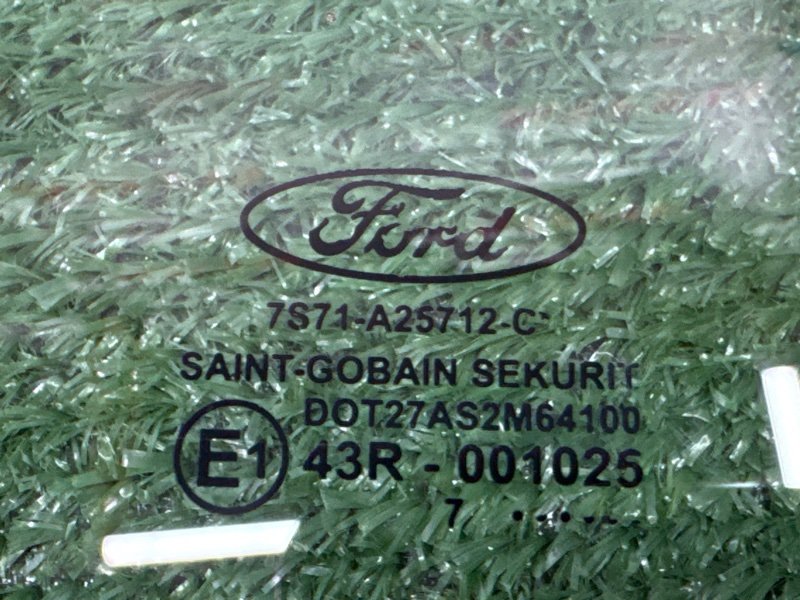 Ford
7S71-A25712-C
SAINT-GOBAIN SEKURIT
DOT27AS2M64100
E1 43R - 001025
7 .....